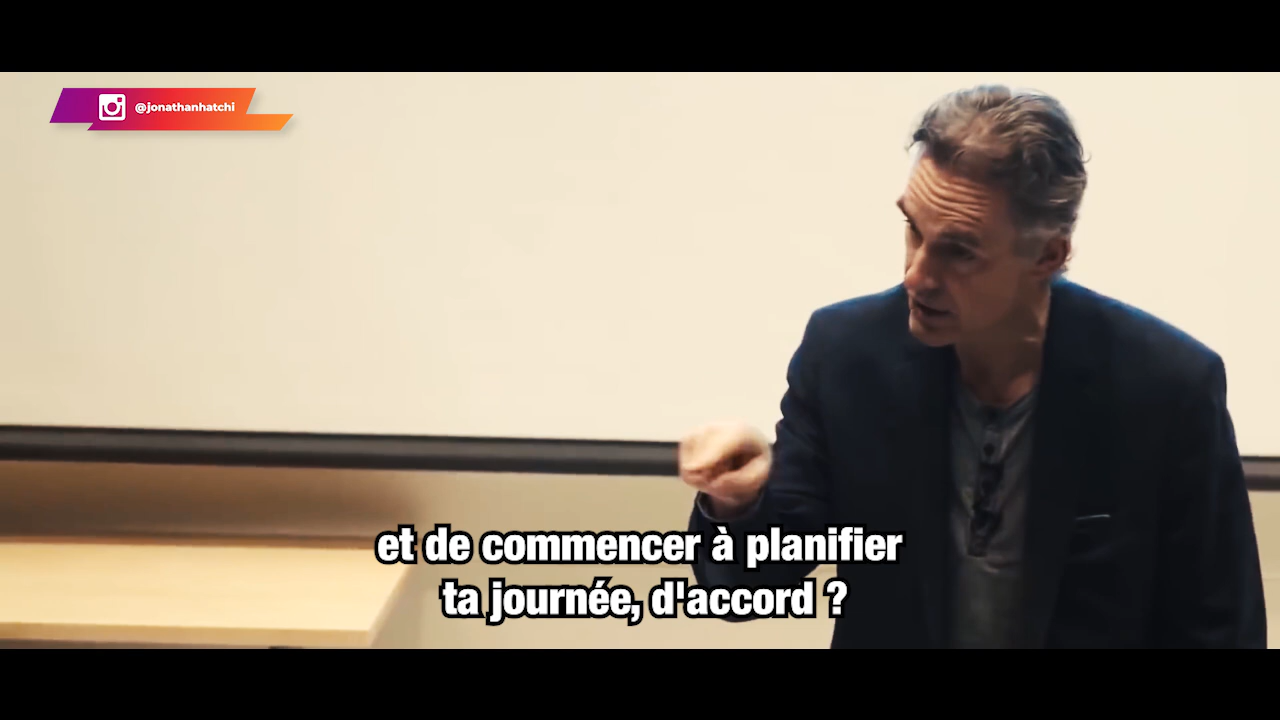 @jonathanhatchi
et de commencer à planifier
ta journée, d'accord ?